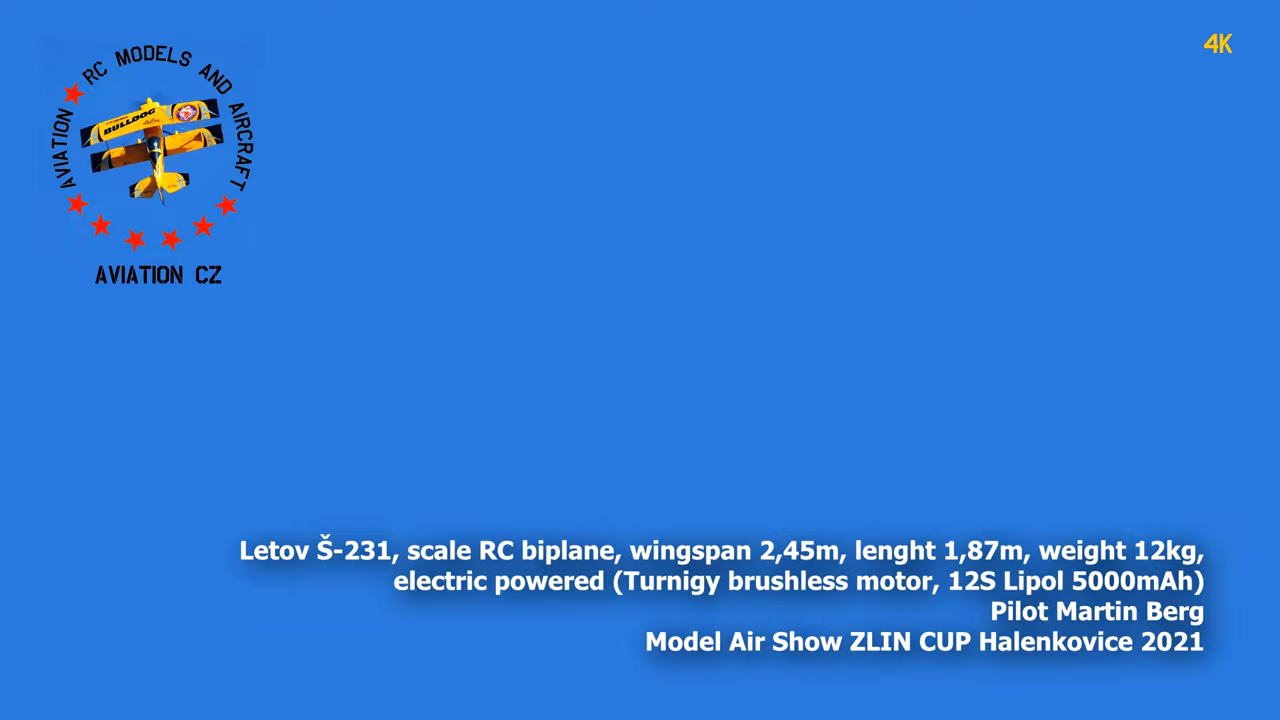 AVIATION ★ RC MODELS AND AIRCRAFT
BULLDOG
AVIATION CZ
4K
Letov Š-231, scale RC biplane, wingspan 2,45m, lenght 1,87m, weight 12kg,
electric powered (Turnigy brushless motor, 12S Lipol 5000mAh)
Pilot Martin Berg
Model Air Show ZLIN CUP Halenkovice 2021